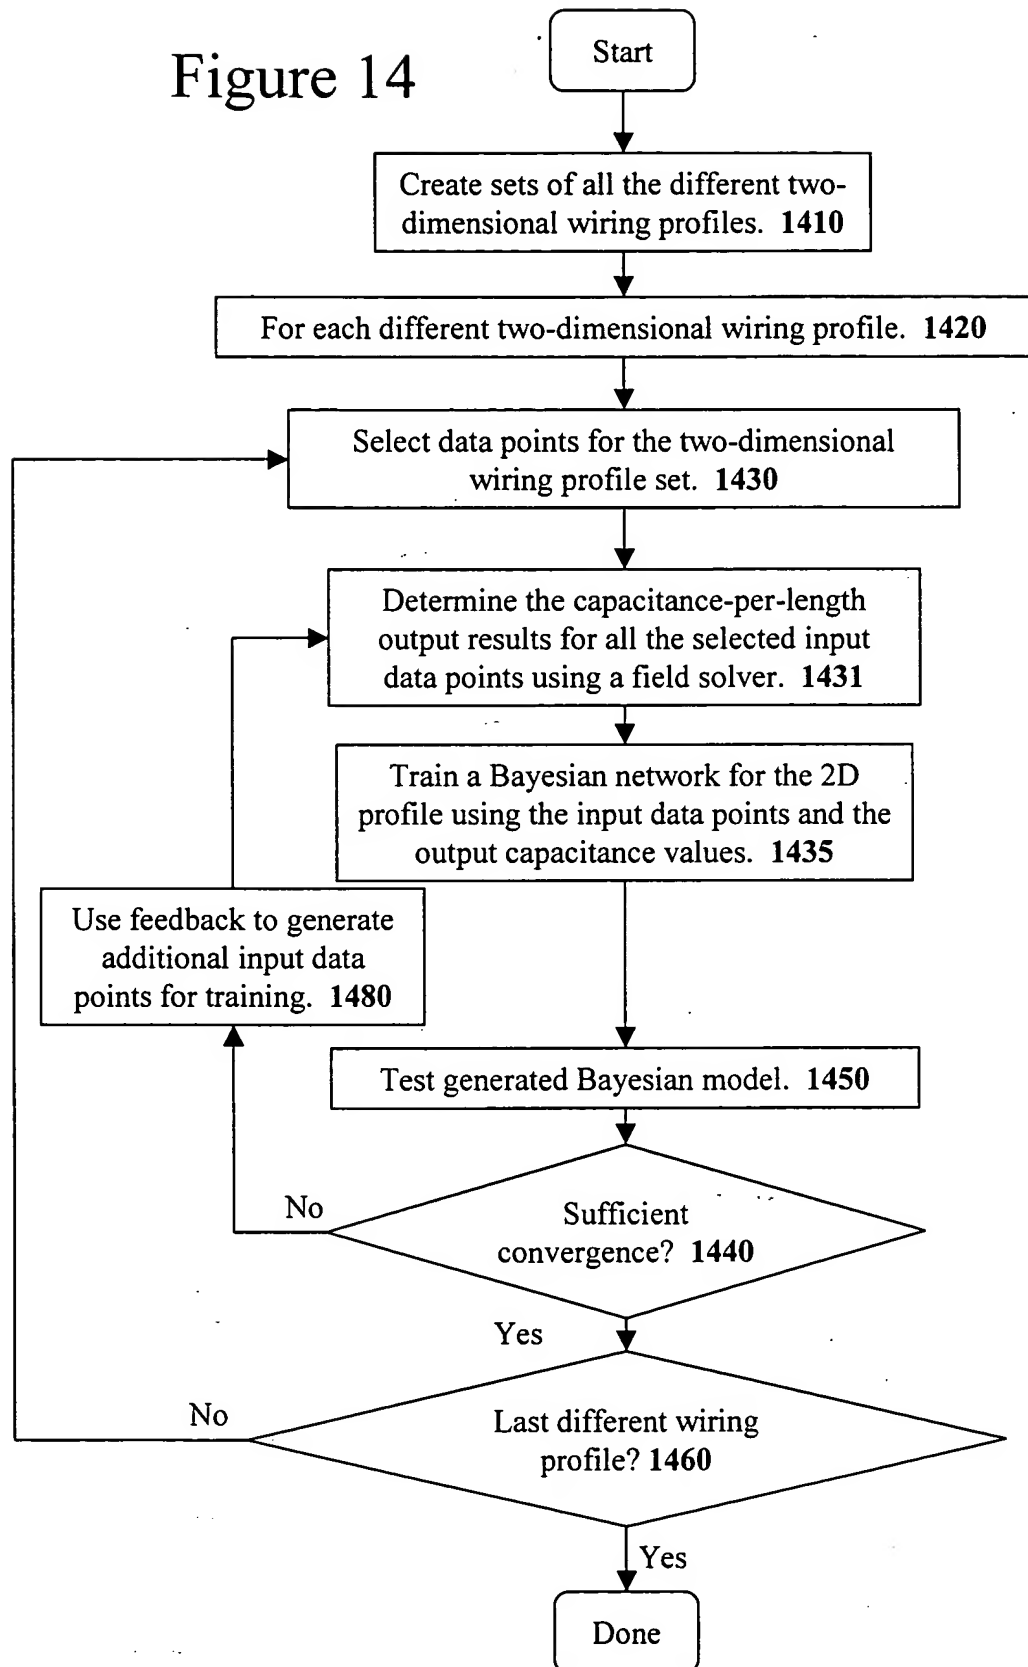 Figure 14
Start
Create sets of all the different two-
dimensional wiring profiles. 1410
For each different two-dimensional wiring profile. 1420
Select data points for the two-dimensional
wiring profile set. 1430
Determine the capacitance-per-length
output results for all the selected input
data points using a field solver. 1431
Train a Bayesian network for the 2D
profile using the input data points and the
output capacitance values. 1435
Use feedback to generate
additional input data
points for training. 1480
Test generated Bayesian model. 1450
No
Sufficient
convergence? 1440
Yes
No
Last different wiring
profile? 1460
Yes
Done